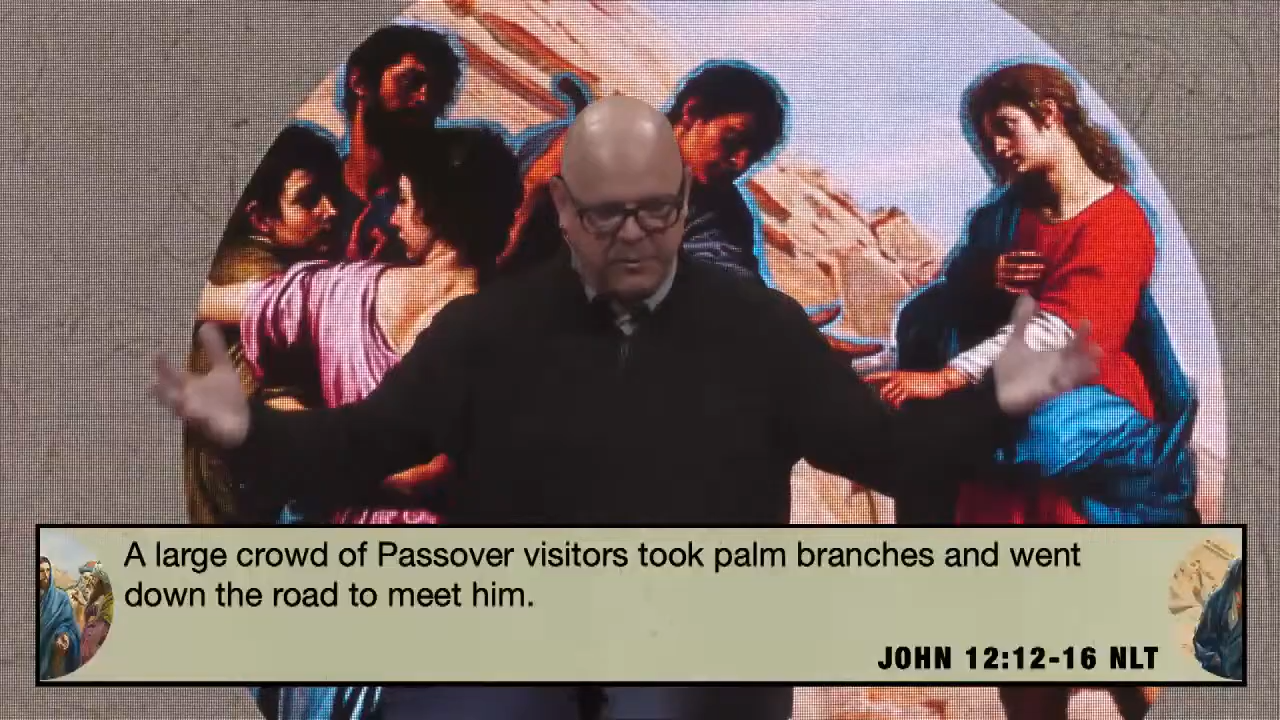 A large crowd of Passover visitors took palm branches and went
down the road to meet him.
JOHN 12:12-16 NLT